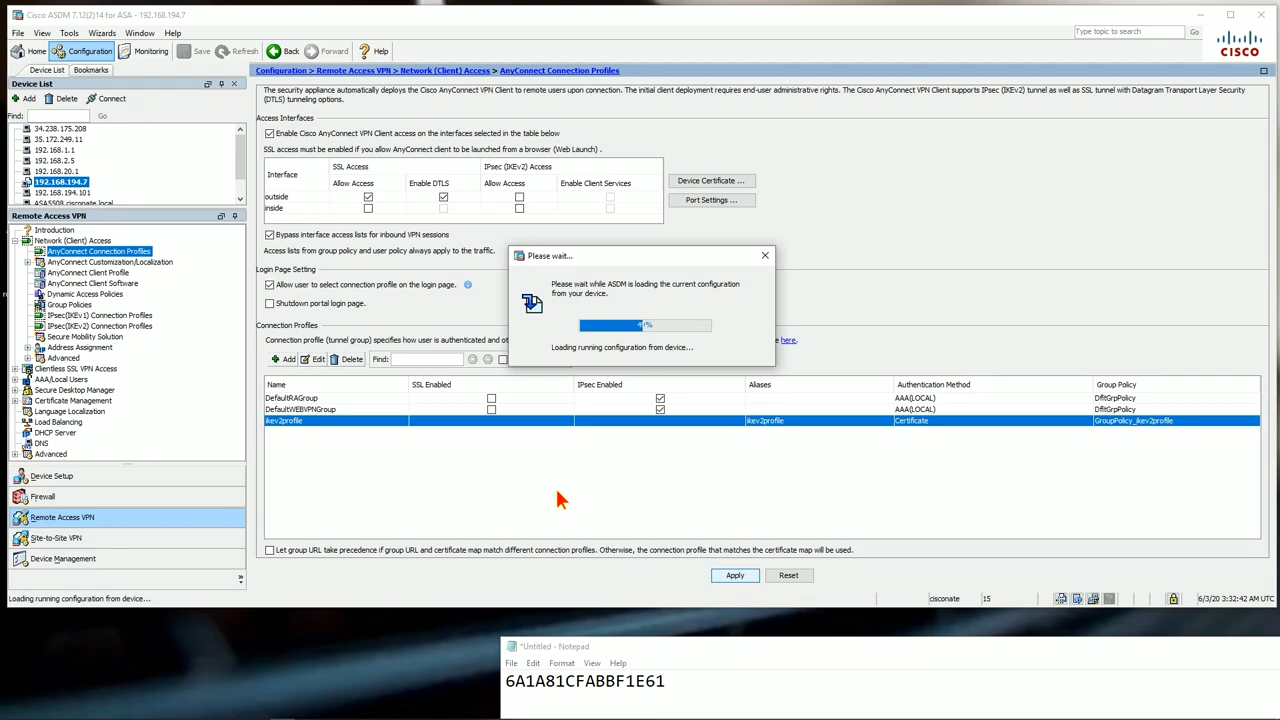 Cisco ASDM 7.12(2)14 for ASA - 192.168.194.7
File View Tools Wizards Window Help
Type topic to search Go
Home Configuration Monitoring Save Refresh Back Forward Help
CISCO
Device List Bookmarks
Device List
Add Delete Connect
Find: Go
34.238.175.208
35.172.249.11
192.168.1.1
192.168.2.5
192.168.20.1
192.168.194.7
192.168.194.101
ASA5508.cisconate.local
Remote Access VPN
Introduction
Network (Client) Access
AnyConnect Connection Profiles
AnyConnect Customization/Localization
AnyConnect Client Profile
AnyConnect Client Software
Dynamic Access Policies
Group Policies
IPsec(IKEv1) Connection Profiles
IPsec(IKEv2) Connection Profiles
Secure Mobility Solution
Address Assignment
Advanced
Clientless SSL VPN Access
AAA/Local Users
Secure Desktop Manager
Certificate Management
Language Localization
Load Balancing
DHCP Server
DNS
Advanced
Device Setup
Firewall
Remote Access VPN
Site-to-Site VPN
Device Management
»
Configuration > Remote Access VPN > Network (Client) Access > AnyConnect Connection Profiles
The security appliance automatically deploys the Cisco AnyConnect VPN Client to remote users upon connection. The initial client deployment requires end-user administrative rights. The Cisco AnyConnect VPN Client supports IPsec (IKEv2) tunnel as well as SSL tunnel with Datagram Transport Layer Security
(DTLS) tunneling options.
Access Interfaces
Enable Cisco AnyConnect VPN Client access on the interfaces selected in the table below
SSL access must be enabled if you allow AnyConnect client to be launched from a browser (Web Launch) .
Interface SSL Access IPsec (IKEv2) Access
Allow Access Enable DTLS Allow Access Enable Client Services
outside
inside
Device Certificate ...
Port Settings ...
Bypass interface access lists for inbound VPN sessions
Access lists from group policy and user policy always apply to the traffic.
Login Page Setting
Allow user to select connection profile on the login page.
Shutdown portal login page.
Connection Profiles
Connection profile (tunnel group) specifies how user is authenticated and o
here.
Add Edit Delete Find:
Please wait...
Please wait while ASDM is loading the current configuration
from your device.
Loading running configuration from device...
Name SSL Enabled IPsec Enabled Aliases Authentication Method Group Policy
DefaultRAGroup AAA(LOCAL) DfltGrpPolicy
DefaultWEBVPNGroup AAA(LOCAL) DfltGrpPolicy
ikev2profile ikev2profile Certificate GroupPolicy_ikev2profile
Let group URL take precedence if group URL and certificate map match different connection profiles. Otherwise, the connection profile that matches the certificate map will be used.
Apply Reset
Loading running configuration from device... cisconate 15 6/3/20 3:32:42 AM UTC
*Untitled - Notepad
File Edit Format View Help
6A1A81CFABBF1E61